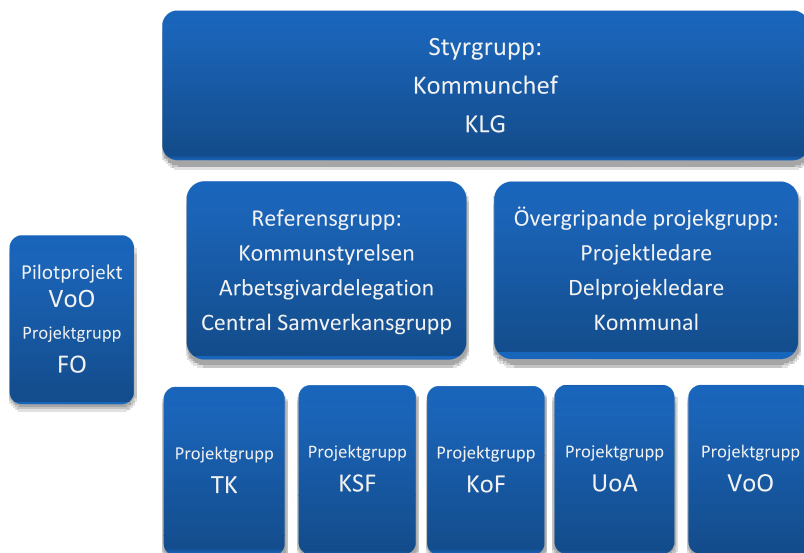 Styrgrupp:
Kommunchef
KLG
Referensgrupp:
Kommunstyrelsen
Arbetsgivardelegation
Central Samverkansgrupp
Övergripande projekgrupp:
Projektledare
Delprojekledare
Kommunal
Pilotprojekt
VoO
Projektgrupp
FO
Projektgrupp
TK
Projektgrupp
KSF
Projektgrupp
KoF
Projektgrupp
UoA
Projektgrupp
VoO